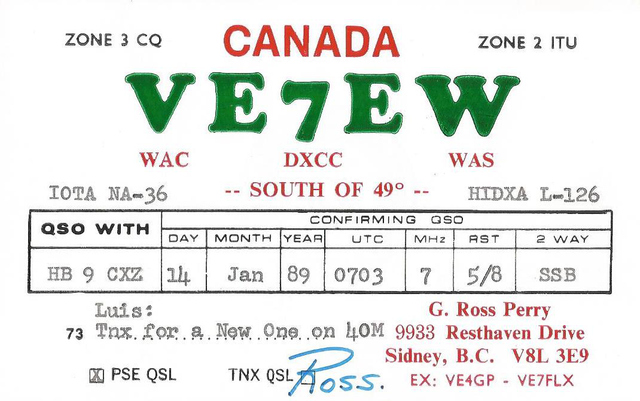 ZONE 3 CQ CANADA ZONE 2 ITU
VE7EW
WAC DXCC WAS
IOTA NA-36 -- SOUTH OF 49° -- HIDXA L-126
QSO WITH CONFIRMING QSO
DAY MONTH YEAR UTC MHz RST 2 WAY
HB 9 CXZ 14 Jan 89 0703 7 5/8 SSB
Luis: G. Ross Perry
73 Tnx for a New One on 40M 9933 Resthaven Drive
Sidney, B.C. V8L 3E9
X PSE QSL TNX QSL Ross. EX: VE4GP - VE7FLX